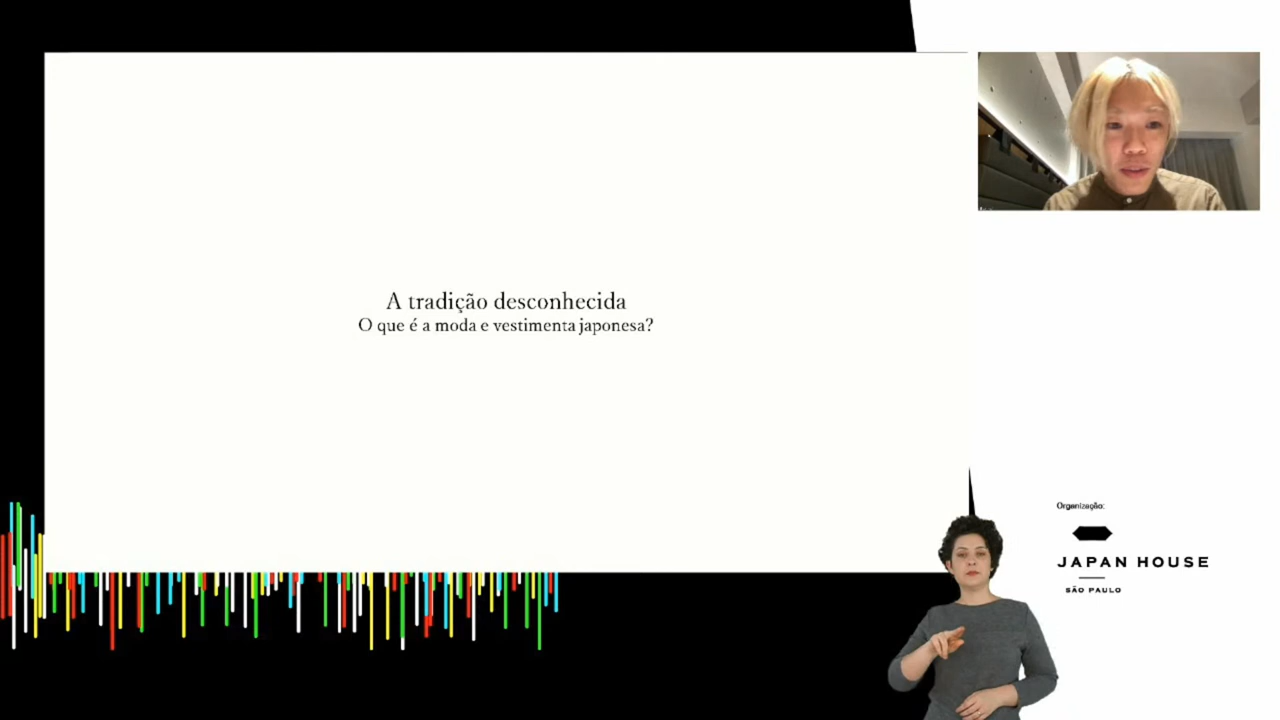 A tradição desconhecida
O que é a moda e vestimenta japonesa?
Organização:
JAPAN HOUSE
SÃO PAULO